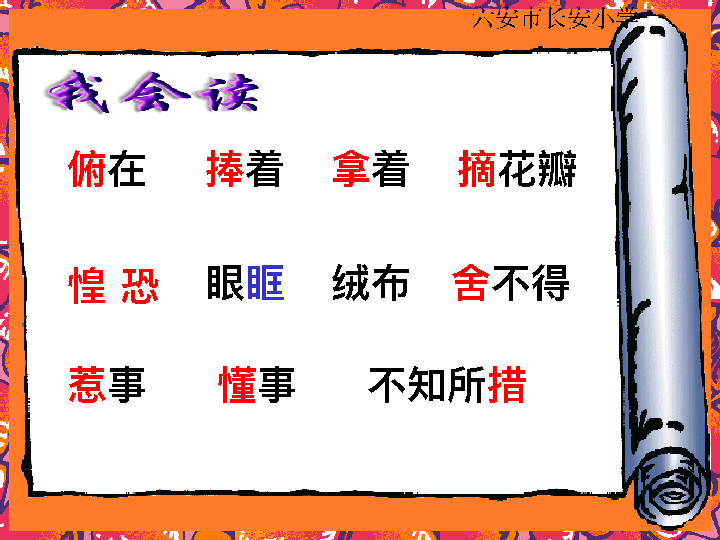 六安市长安小学
我会读
俯在 捧着 拿着 摘花瓣
惶 恐 眼眶 绒布 舍不得
惹事 懂事 不知所措